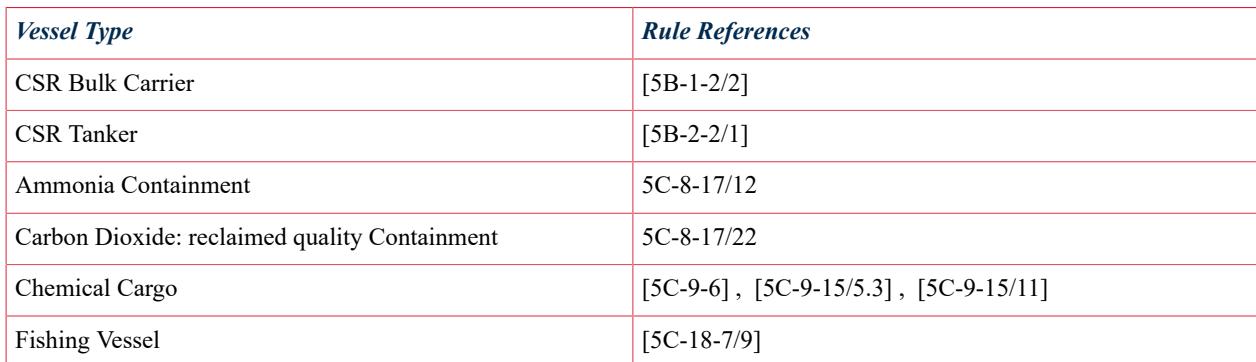 Vessel Type Rule References
CSR Bulk Carrier [5B-1-2/2]
CSR Tanker [5B-2-2/1]
Ammonia Containment 5C-8-17/12
Carbon Dioxide: reclaimed quality Containment 5C-8-17/22
Chemical Cargo [5C-9-6] , [5C-9-15/5.3] , [5C-9-15/11]
Fishing Vessel [5C-18-7/9]